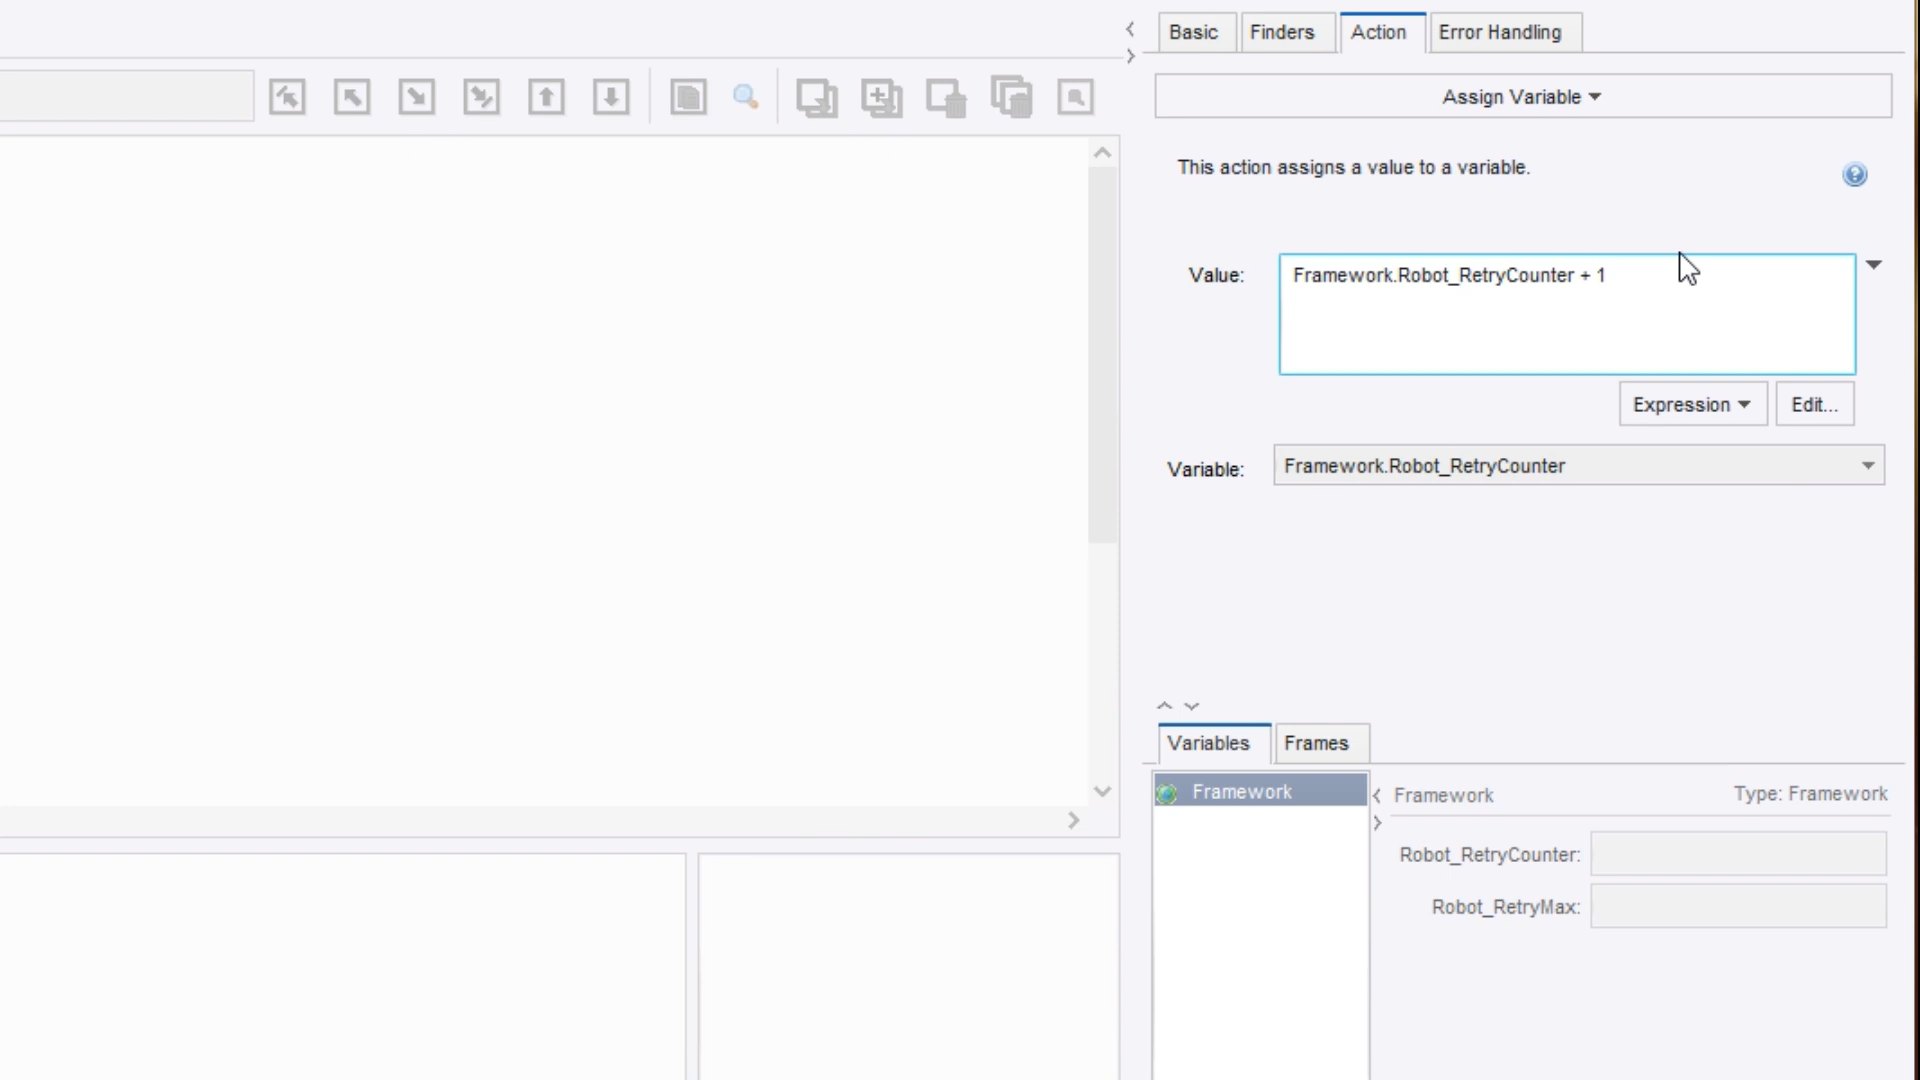 Basic
Finders
Action
Error Handling
Assign Variable
This action assigns a value to a variable.
Value:
Framework.Robot_RetryCounter + 1
Expression
Edit...
Variable:
Framework.Robot_RetryCounter
Variables
Frames
Framework
Framework
Type: Framework
Robot_RetryCounter:
Robot_RetryMax: